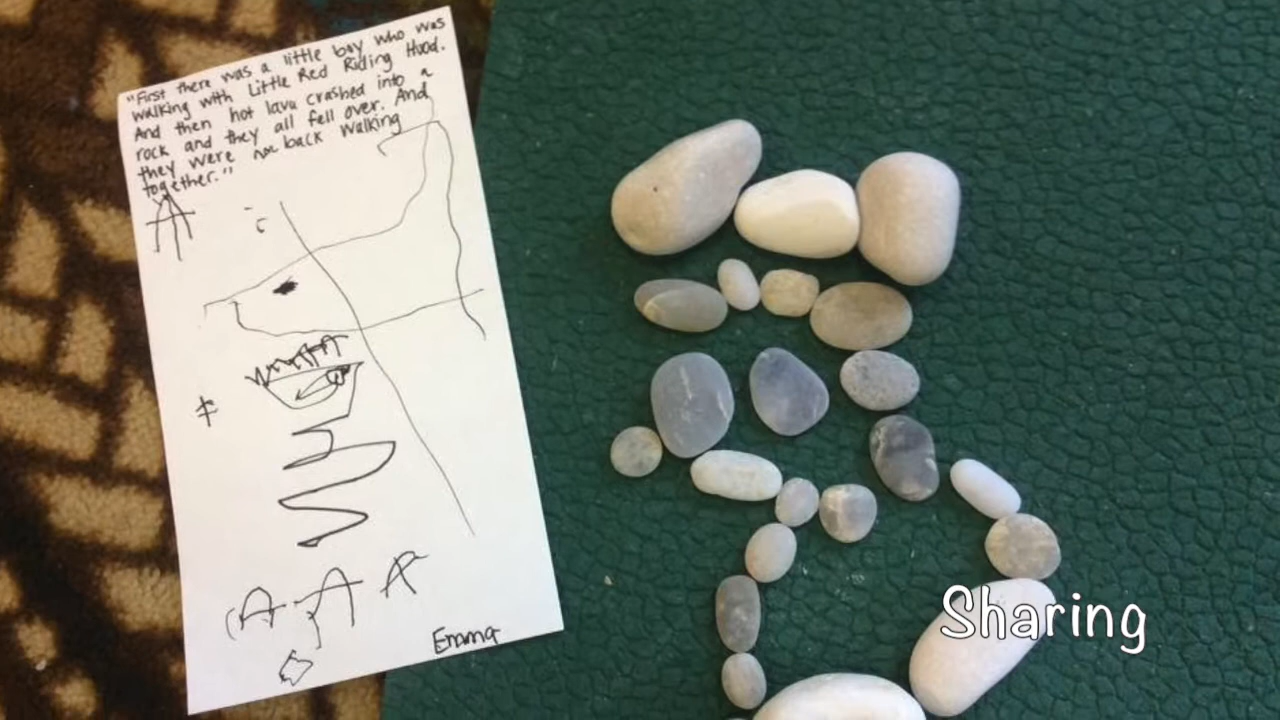 "First there was a little boy who was
walking with Little Red Riding Hood.
And then hot lava crashed into a
rock and they all fell over. And
they were back walking
together."
A
A A A
Emma
Sharing